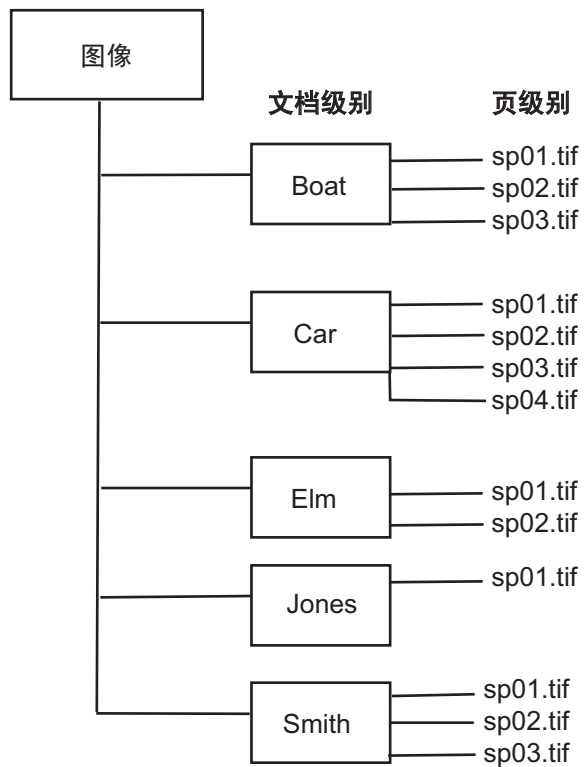 图像
文档级别
页级别
Boat
sp01.tif
sp02.tif
sp03.tif
Car
sp01.tif
sp02.tif
sp03.tif
sp04.tif
Elm
sp01.tif
sp02.tif
Jones
sp01.tif
Smith
sp01.tif
sp02.tif
sp03.tif